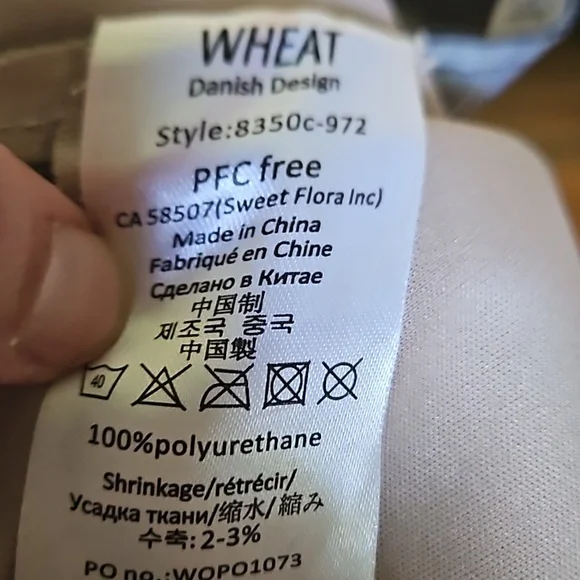 WHEAT
Danish Design
Style:8350c-972
PFC free
CA 58507(Sweet Flora Inc)
Made in China
Fabriqué en Chine
Сделано в Китае
中国制
제조국 중국
中国製
40
100%polyurethane
Shrinkage/rétrécir/
Усадка ткани/缩水/縮み
수축:2-3%
PO no.:WOPO1073